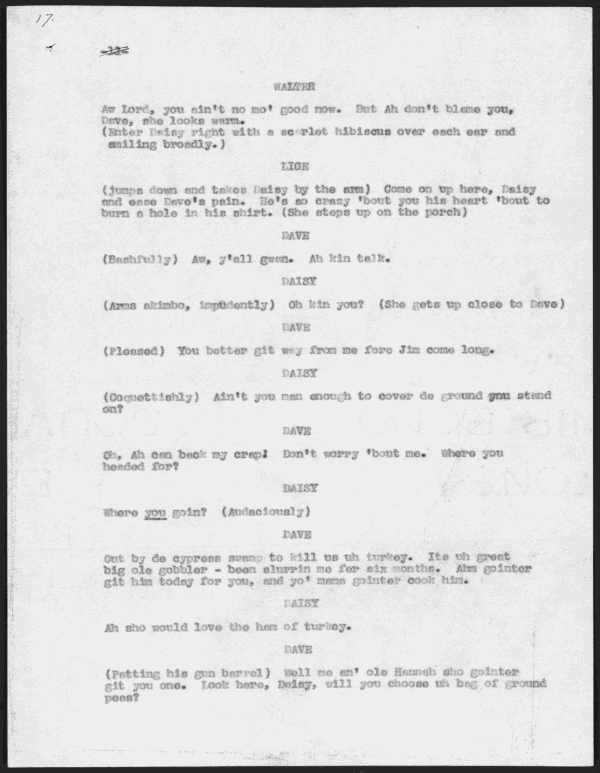 17.
WALTER
Aw Lord, you ain't no mo' good now. But Ah don't blame you,
Dave, she looks warm.
(Enter Daisy right with a scarlet hibiscus over each ear and
smiling broadly.)
LIGE
(jumps down and takes Daisy by the arm) Come on up here, Daisy
and ease Dave's pain. He's so crazy 'bout you his heart 'bout to
burn a hole in his shirt. (She steps up on the porch)
DAVE
(Bashfully) Aw, y'all gwan. Ah kin talk.
DAISY
(Arms akimbo, impudently) Oh kin you? (She gets up close to Dave)
DAVE
(Pleased) You better git way from me fore Jim come long.
DAISY
(Coquettishly) Ain't you man enough to cover de ground you stand
on?
DAVE
Oh, Ah can back my crap! Don't worry 'bout me. Where you
headed for?
DAISY
Where you goin? (Audaciously)
DAVE
Out by de cypress swamp to kill us uh turkey. Its uh great
big ole gobbler - been slurrin me fer six months. Ahm gointer
git him today for you, and yo' mama gointer cook him.
DAISY
Ah sho would love the ham of turkey.
DAVE
(Patting his gun barrel) Well me an' ole Hannah sho gointer
git you one. Look here, Daisy, will you choose uh bag of ground
peas?